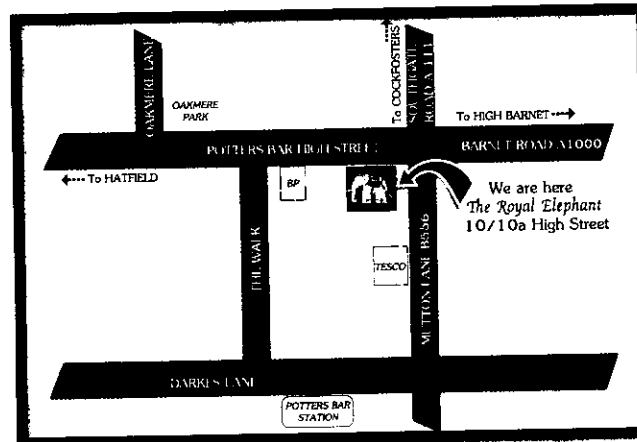 OAKMERE LANE
OAKMERE
PARK
To COCKFOSTERS
SOUTHGATE
ROAD A 111
To HIGH BARNET
POTTERS BAR HIGH STREET
BARNET ROAD A1000
To HATFIELD
BP
We are here
The Royal Elephant
10/10a High Street
THE WALK
TESCO
MUTTON LANE B556
DARKES LANE
POTTERS BAR
STATION